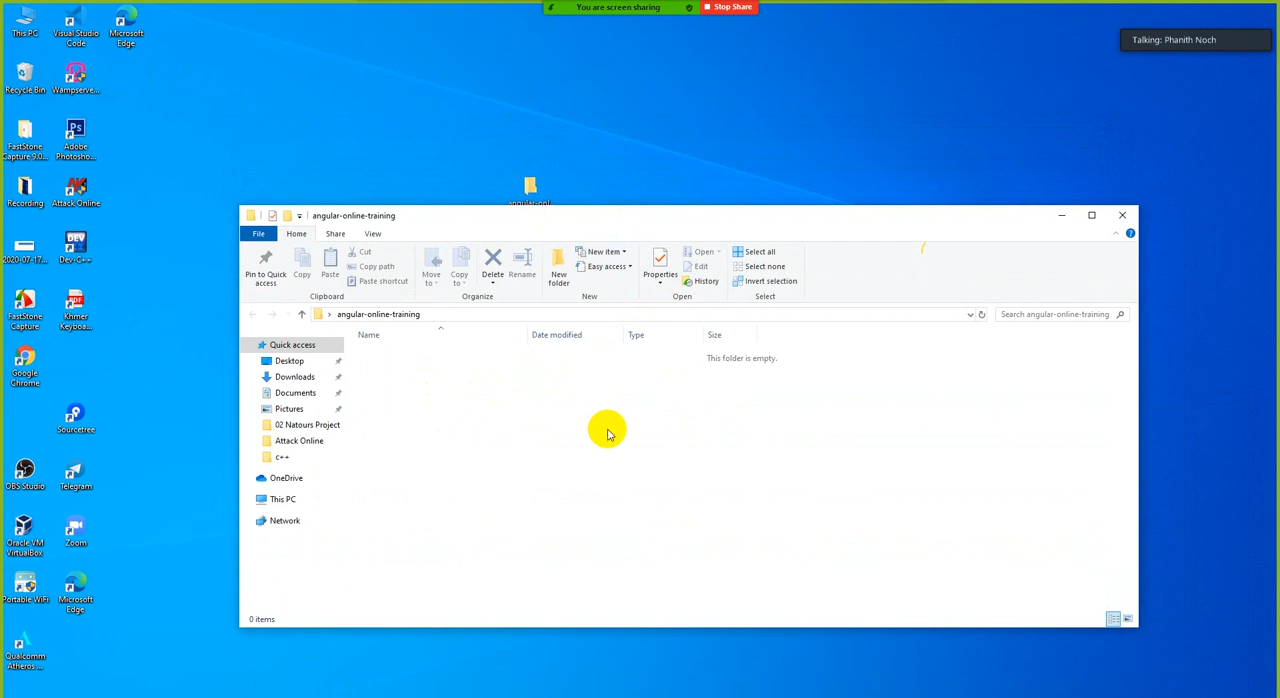 You are screen sharing
Stop Share
Talking: Phanith Noch
This PC
Visual Studio
Code
Microsoft
Edge
Recycle Bin
Wampserve...
FastStone
Capture 9.0...
Adobe
Photosho...
Recording
Attack Online
2020-07-17...
Dev-C++
FastStone
Capture
Khmer
Keyboa...
Google
Chrome
Sourcetree
OBS Studio
Telegram
Oracle VM
VirtualBox
Zoom
Portable WiFi
Microsoft
Edge
Qualcomm
Atheros ...
angular-onl...
angular-online-training
File
Home
Share
View
Pin to Quick
access
Copy
Paste
Cut
Copy path
Paste shortcut
Clipboard
Move
to
Copy
to
Delete
Rename
Organize
New
folder
New item
Easy access
New
Properties
Open
Edit
History
Open
Select all
Select none
Invert selection
Select
angular-online-training
Search angular-online-training
Name
Date modified
Type
Size
This folder is empty.
Quick access
Desktop
Downloads
Documents
Pictures
02 Natours Project
Attack Online
c++
OneDrive
This PC
Network
0 items